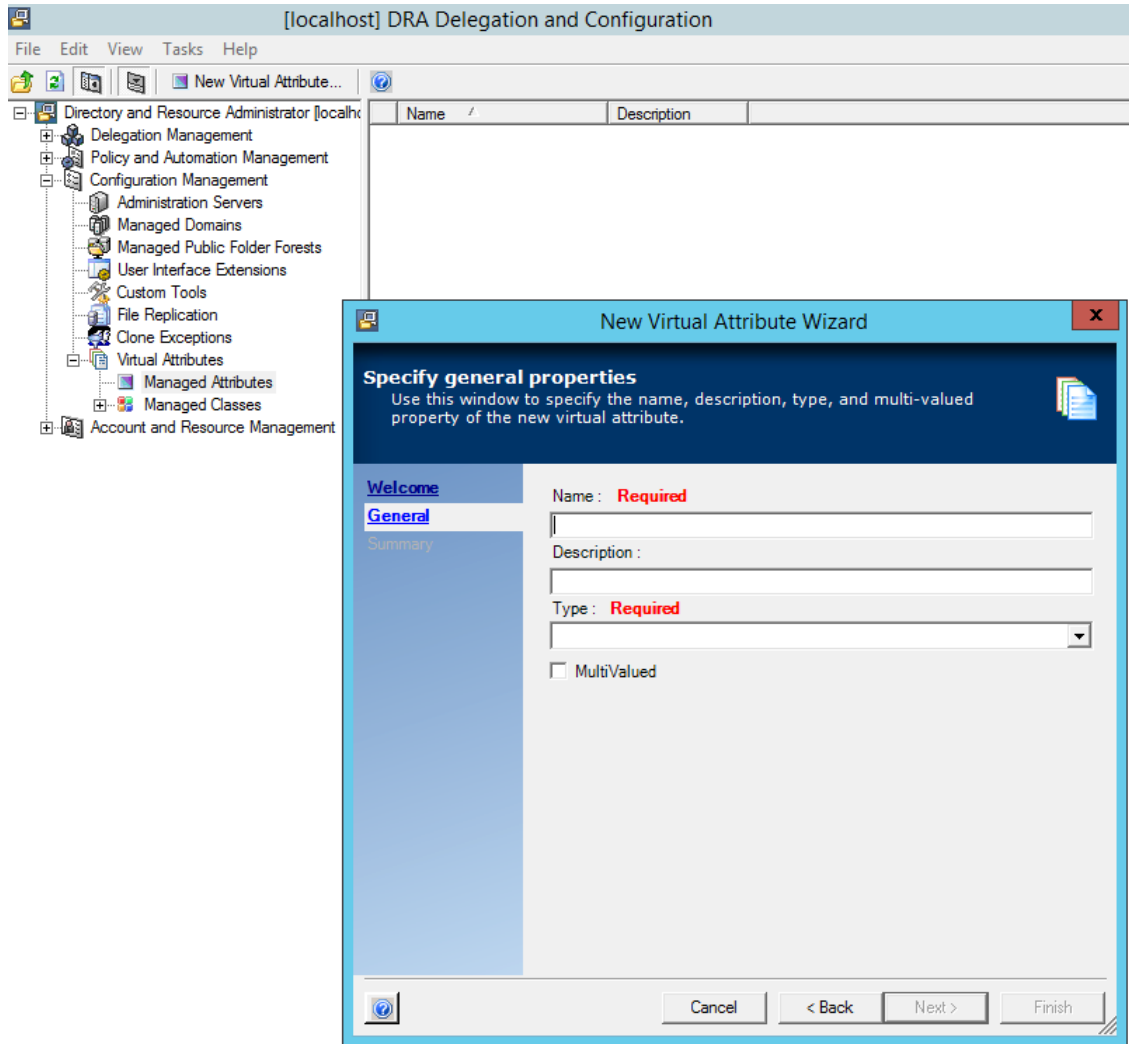 [localhost] DRA Delegation and Configuration
File Edit View Tasks Help
New Virtual Attribute...
Directory and Resource Administrator [localho
Name
Description
Delegation Management
Policy and Automation Management
Configuration Management
Administration Servers
Managed Domains
Managed Public Folder Forests
User Interface Extensions
Custom Tools
File Replication
Clone Exceptions
Virtual Attributes
Managed Attributes
Managed Classes
Account and Resource Management
New Virtual Attribute Wizard
x
Specify general properties
Use this window to specify the name, description, type, and multi-valued
property of the new virtual attribute.
Welcome
General
Summary
Name : Required
Description :
Type : Required
MultiValued
Cancel
< Back
Next >
Finish